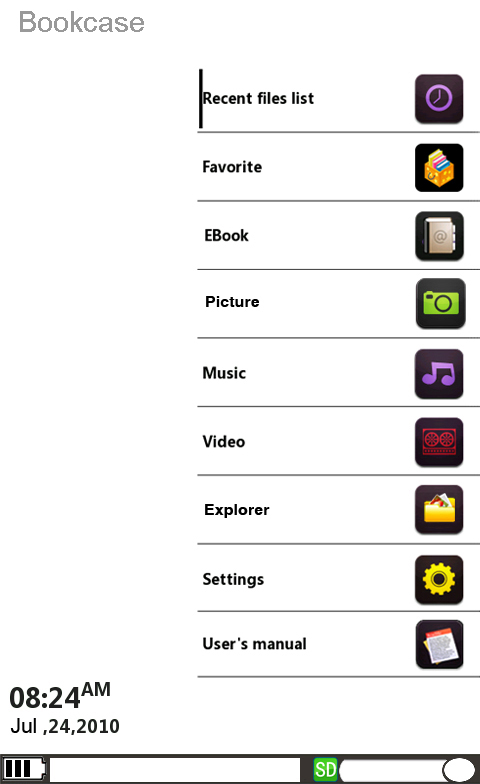 Bookcase
Recent files list
Favorite
EBook
@
Picture
Music
Video
Explorer
Settings
User's manual
08:24AM
Jul ,24,2010
SD